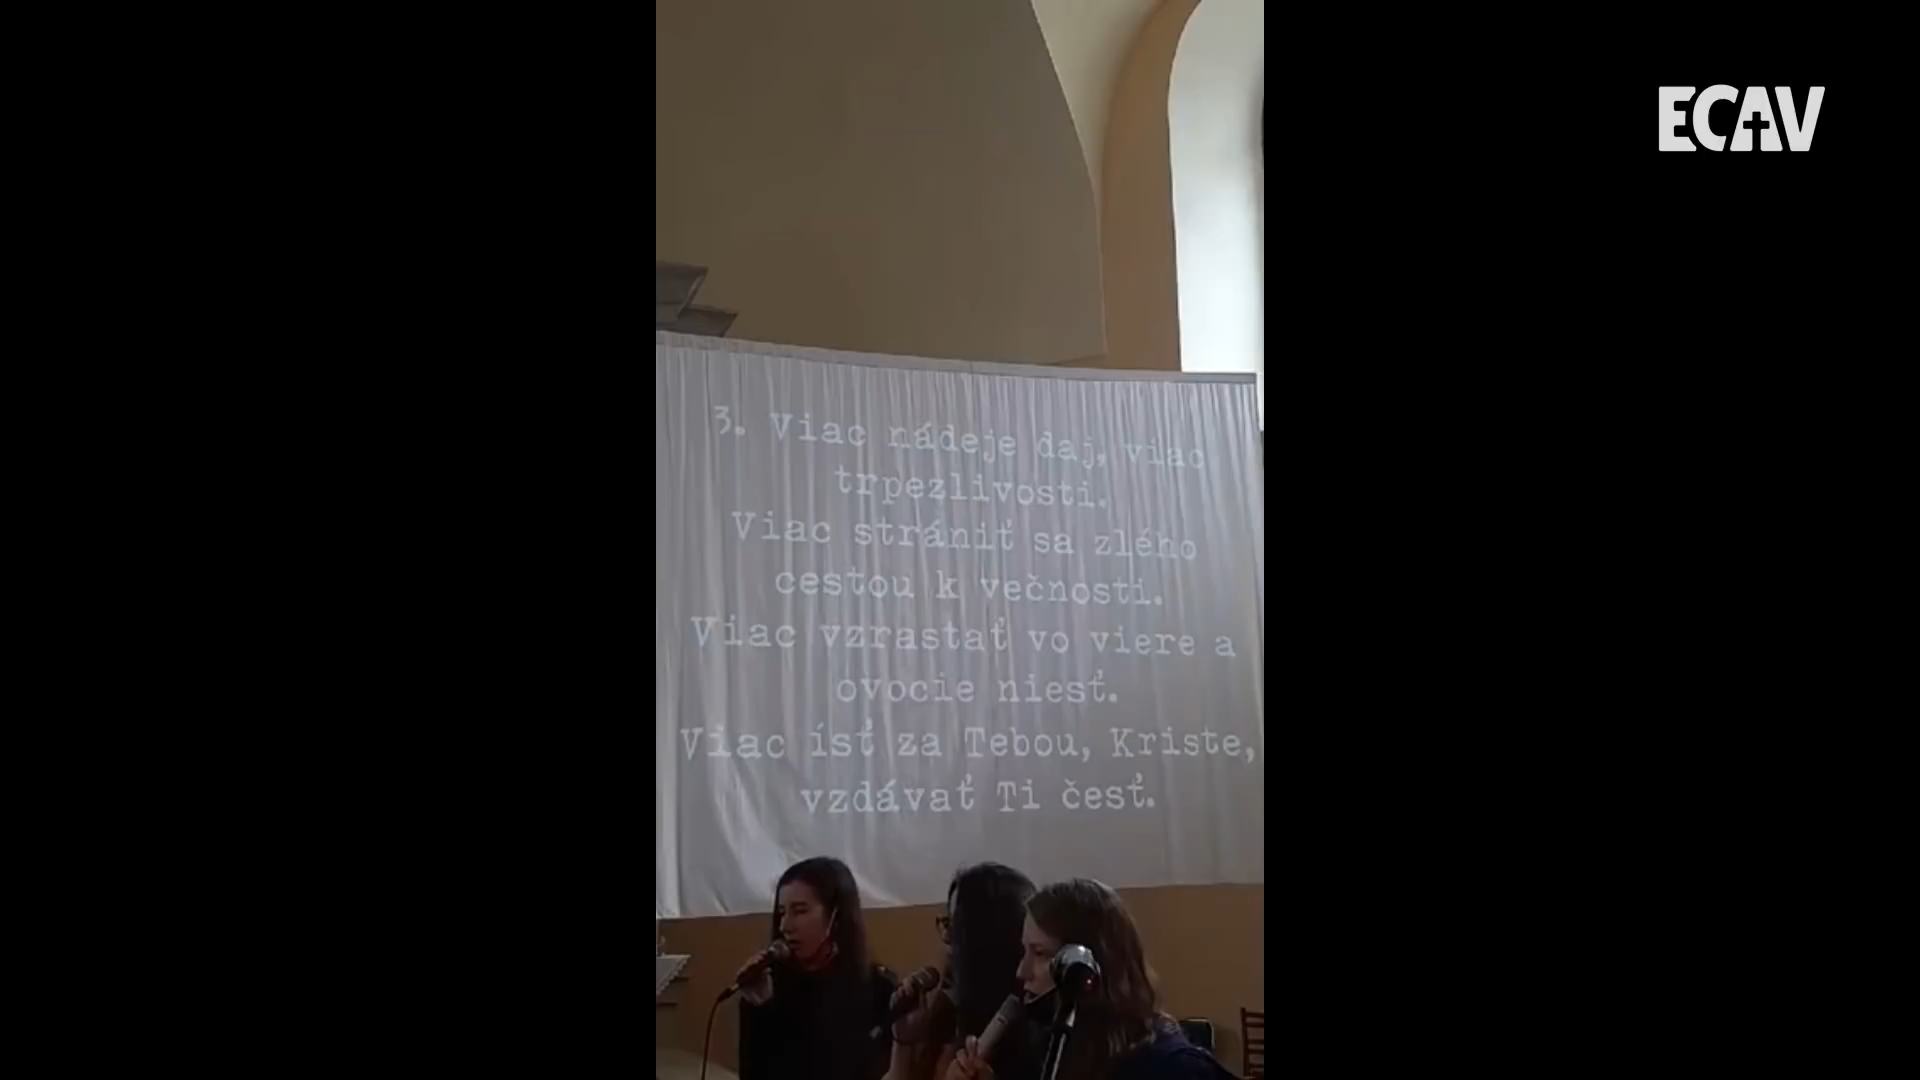 ECAV
3. Viac nádeje daj, viac
trpezlivosti.
Viac strániť sa zlého
cestou k večnosti.
Viac vzrastať vo viere a
ovocie niesť.
Viac ísť za Tebou, Kriste,
vzdávať Ti česť.